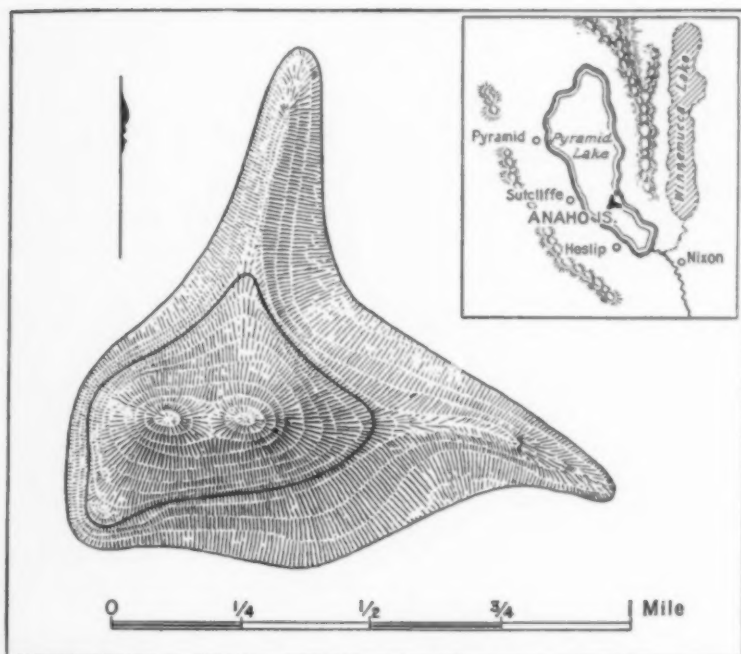 Pyramid
Pyramid
Lake
Winnemucca Lake
Sutcliffe
ANAHO IS.
Heslip
Nixon
0 1/4 1/2 3/4 1 Mile